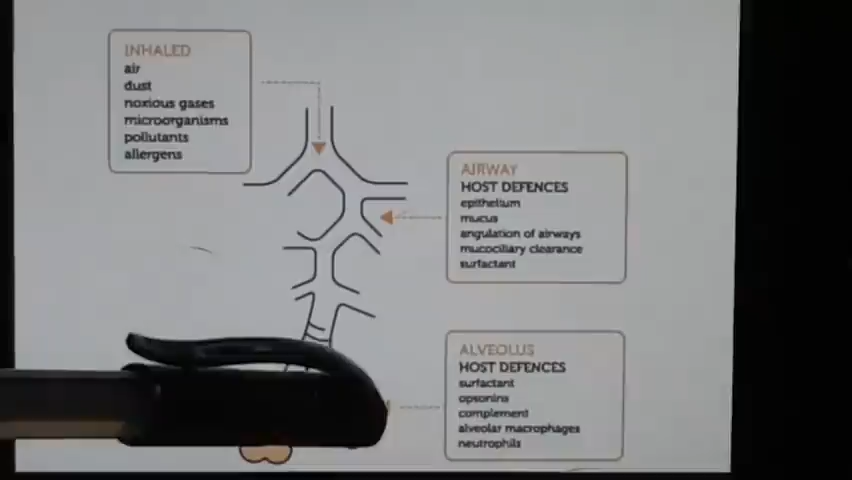 INHALED
air
dust
noxious gases
microorganisms
pollutants
allergens
AIRWAY
HOST DEFENCES
epithelium
mucus
angulation of airways
mucociliary clearance
surfactant
ALVEOLUS
HOST DEFENCES
surfactant
opsonins
complement
alveolar macrophages
neutrophils